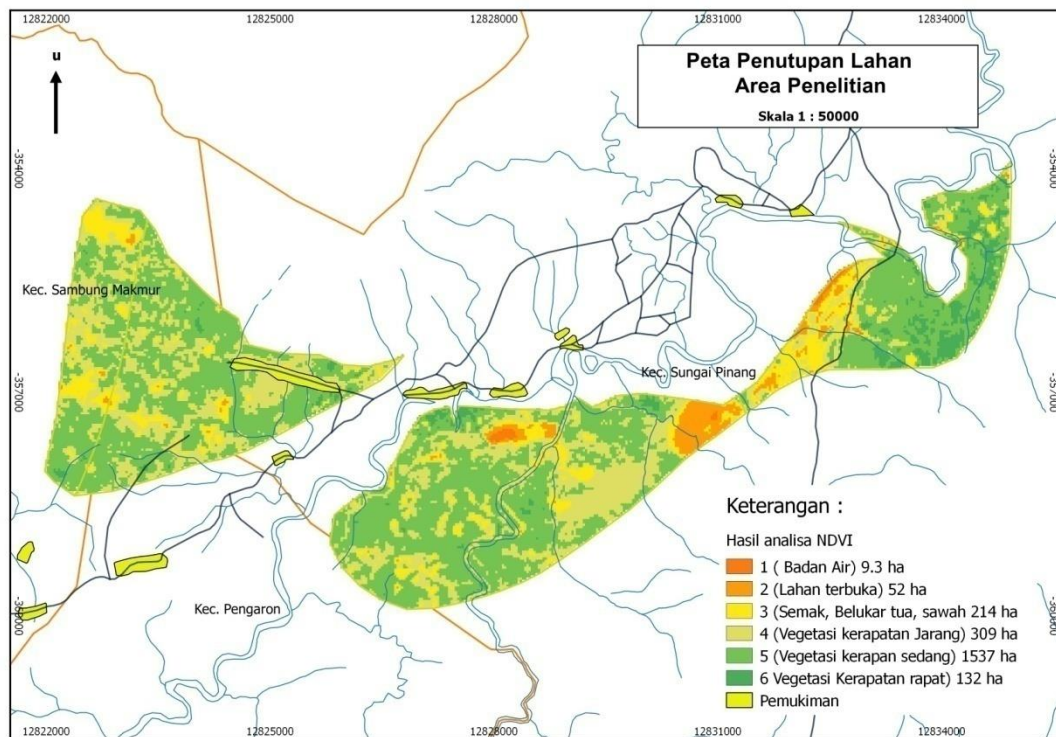 12822000 12825000 12828000 12831000 12834000
u
Peta Penutupan Lahan
Area Penelitian
Skala 1 : 50000
-354000
-354000
Kec. Sambung Makmur
Kec. Sungai Pinang
-357000
-357000
Keterangan :
Hasil analisa NDVI
1 ( Badan Air) 9.3 ha
2 (Lahan terbuka) 52 ha
3 (Semak, Belukar tua, sawah 214 ha
4 (Vegetasi kerapatan Jarang) 309 ha
5 (Vegetasi kerapan sedang) 1537 ha
6 Vegetasi Kerapatan rapat) 132 ha
Pemukiman
Kec. Pengaron
-360000
-360000
12822000 12825000 12828000 12831000 12834000